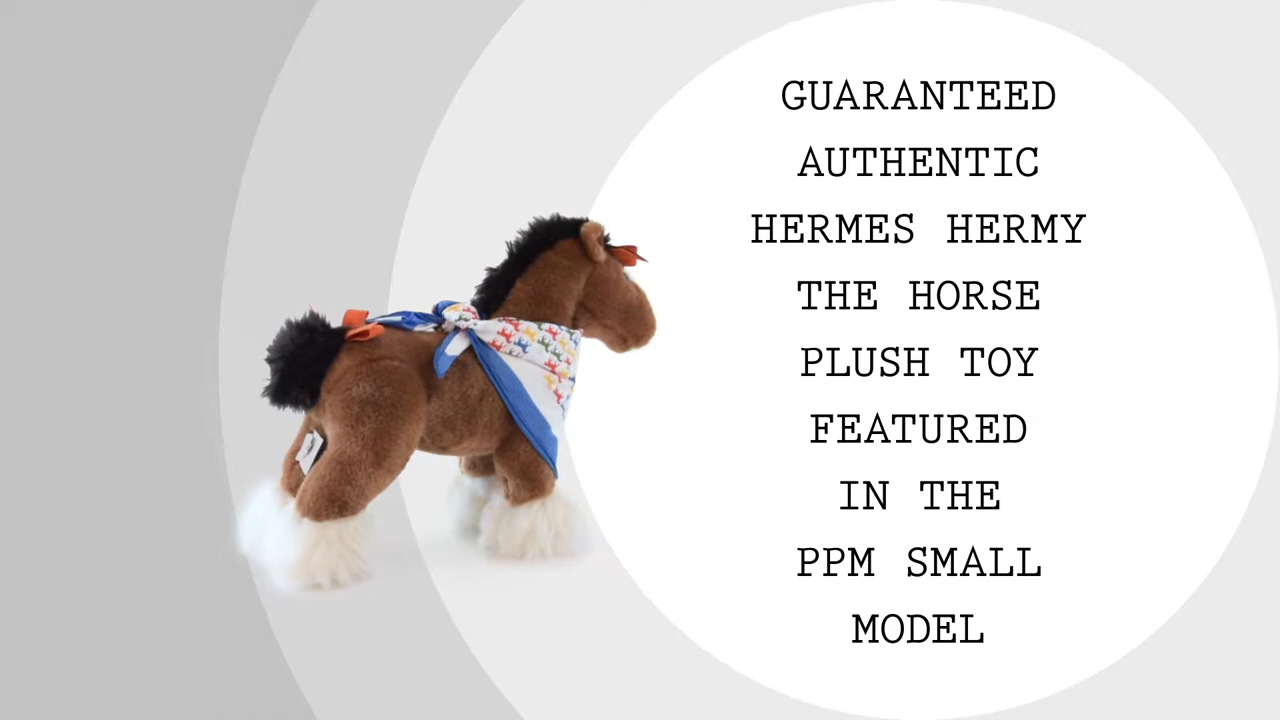 GUARANTEED
AUTHENTIC
HERMES HERMY
THE HORSE
PLUSH TOY
FEATURED
IN THE
PPM SMALL
MODEL